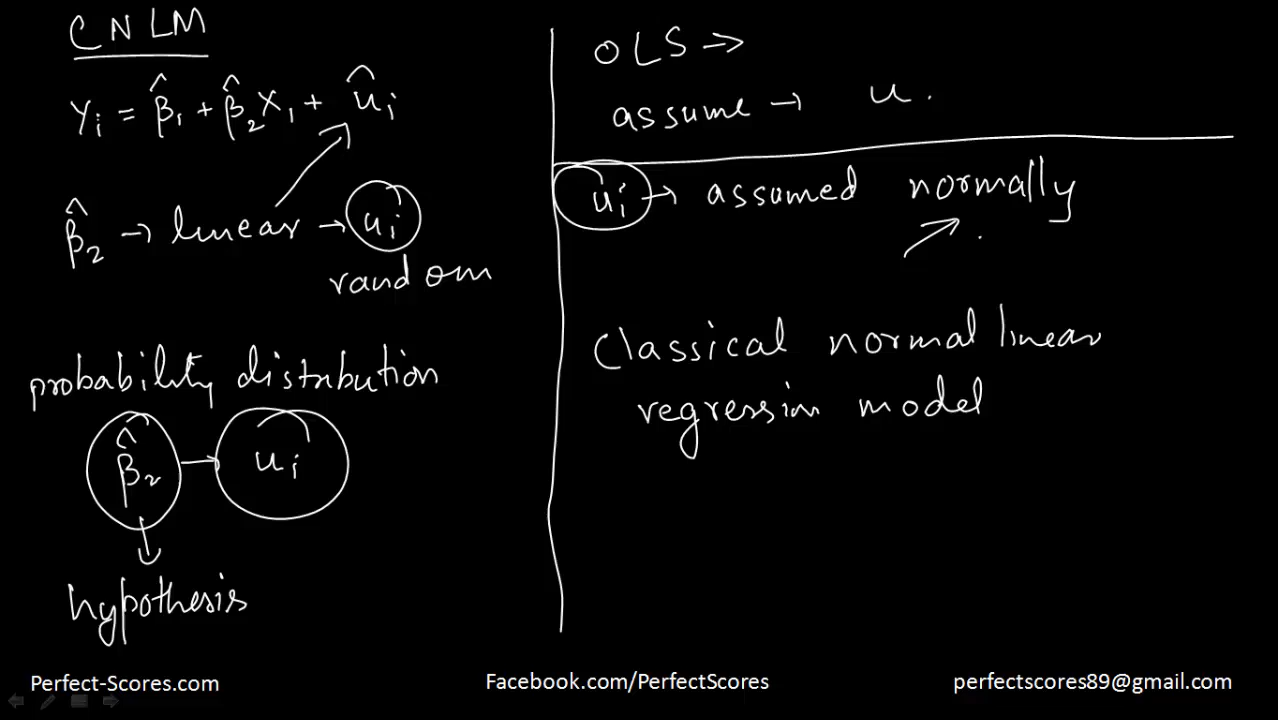 CNLM
Yᵢ = β̂₁ + β̂₂X₁ + ûᵢ
β̂₂ → linear → uᵢ
random
probability distribution
β̂₂ → uᵢ
hypothesis
OLS →
assume → u.
uᵢ → assumed normally
Classical normal linear
regression model
Perfect-Scores.com
Facebook.com/PerfectScores
perfectscores89@gmail.com